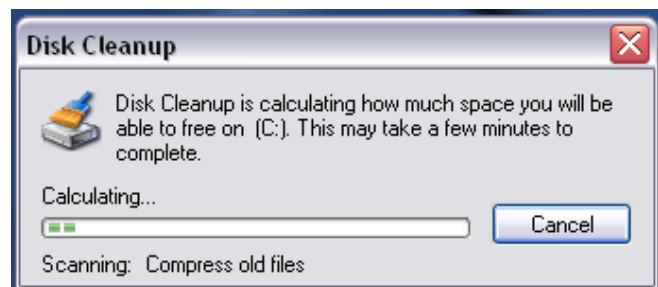 Disk Cleanup
Disk Cleanup is calculating how much space you will be
able to free on  (C:). This may take a few minutes to
complete.
Calculating...
Cancel
Scanning:   Compress old files